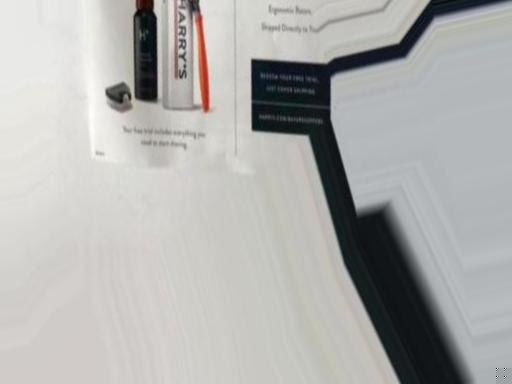 Ergonomic Razors,
Shipped Directly to You
HARRY'S
H'
REDEEM YOUR FREE TRIAL,
JUST COVER SHIPPING
HARRYS.COM/
Your free trial includes everything you
need to start shaving.